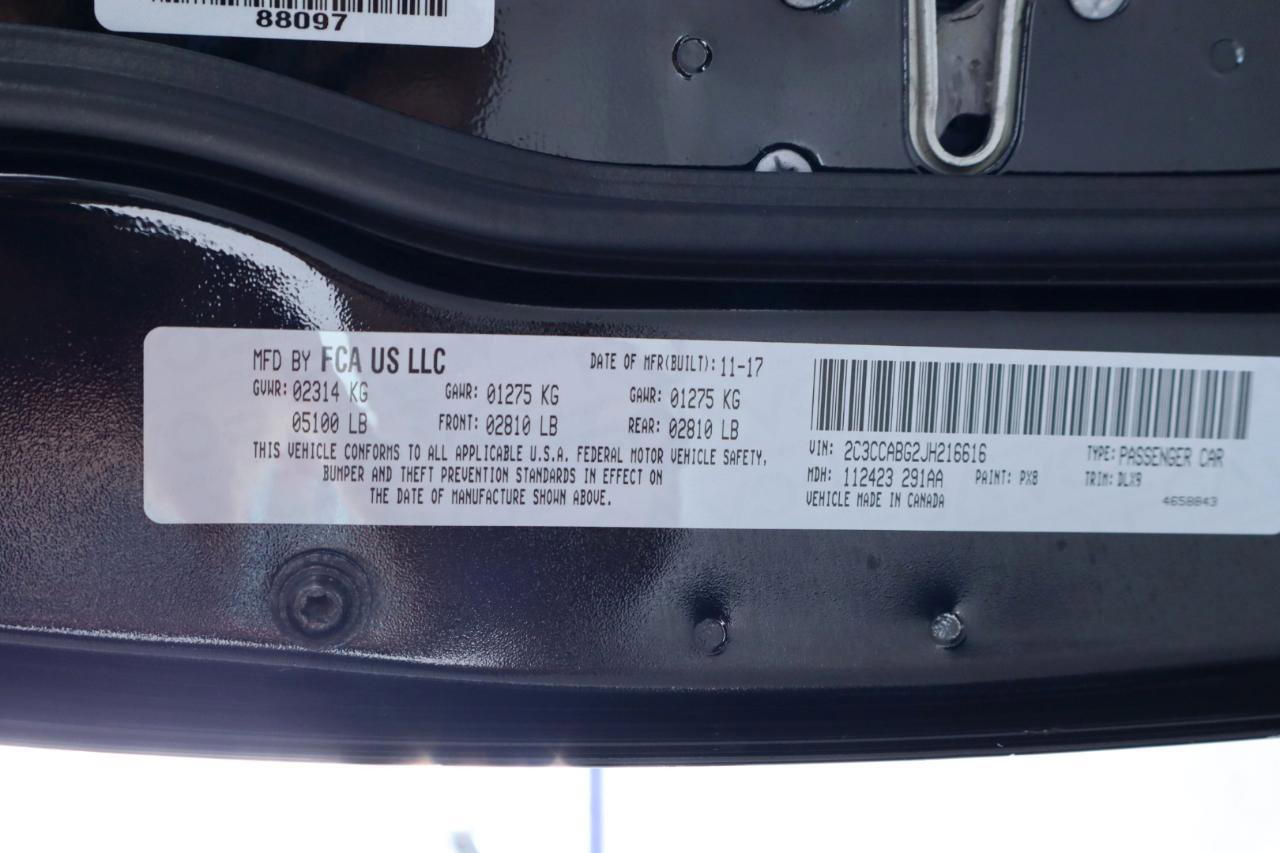 88097
MFD BY FCA US LLC DATE OF MFR(BUILT): 11-17
GVWR: 02314 KG GAWR: 01275 KG GAWR: 01275 KG
05100 LB FRONT: 02810 LB REAR: 02810 LB
THIS VEHICLE CONFORMS TO ALL APPLICABLE U.S.A. FEDERAL MOTOR VEHICLE SAFETY,
BUMPER AND THEFT PREVENTION STANDARDS IN EFFECT ON
THE DATE OF MANUFACTURE SHOWN ABOVE.
VIN: 2C3CCABG2JH216616 TYPE: PASSENGER CAR
MDH: 112423 291AA PAINT: PX8 TRIM: DLX9
VEHICLE MADE IN CANADA 4658843